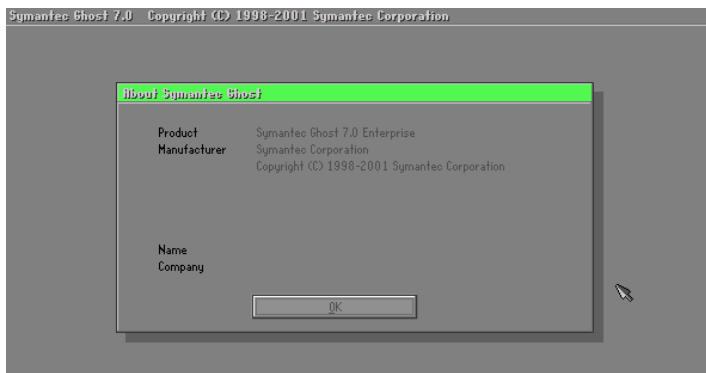 Symantec Ghost 7.0   Copyright (C) 1998-2001 Symantec Corporation
About Symantec Ghost
Product Symantec Ghost 7.0 Enterprise
Manufacturer Symantec Corporation
Copyright (C) 1998-2001 Symantec Corporation
Name
Company
OK